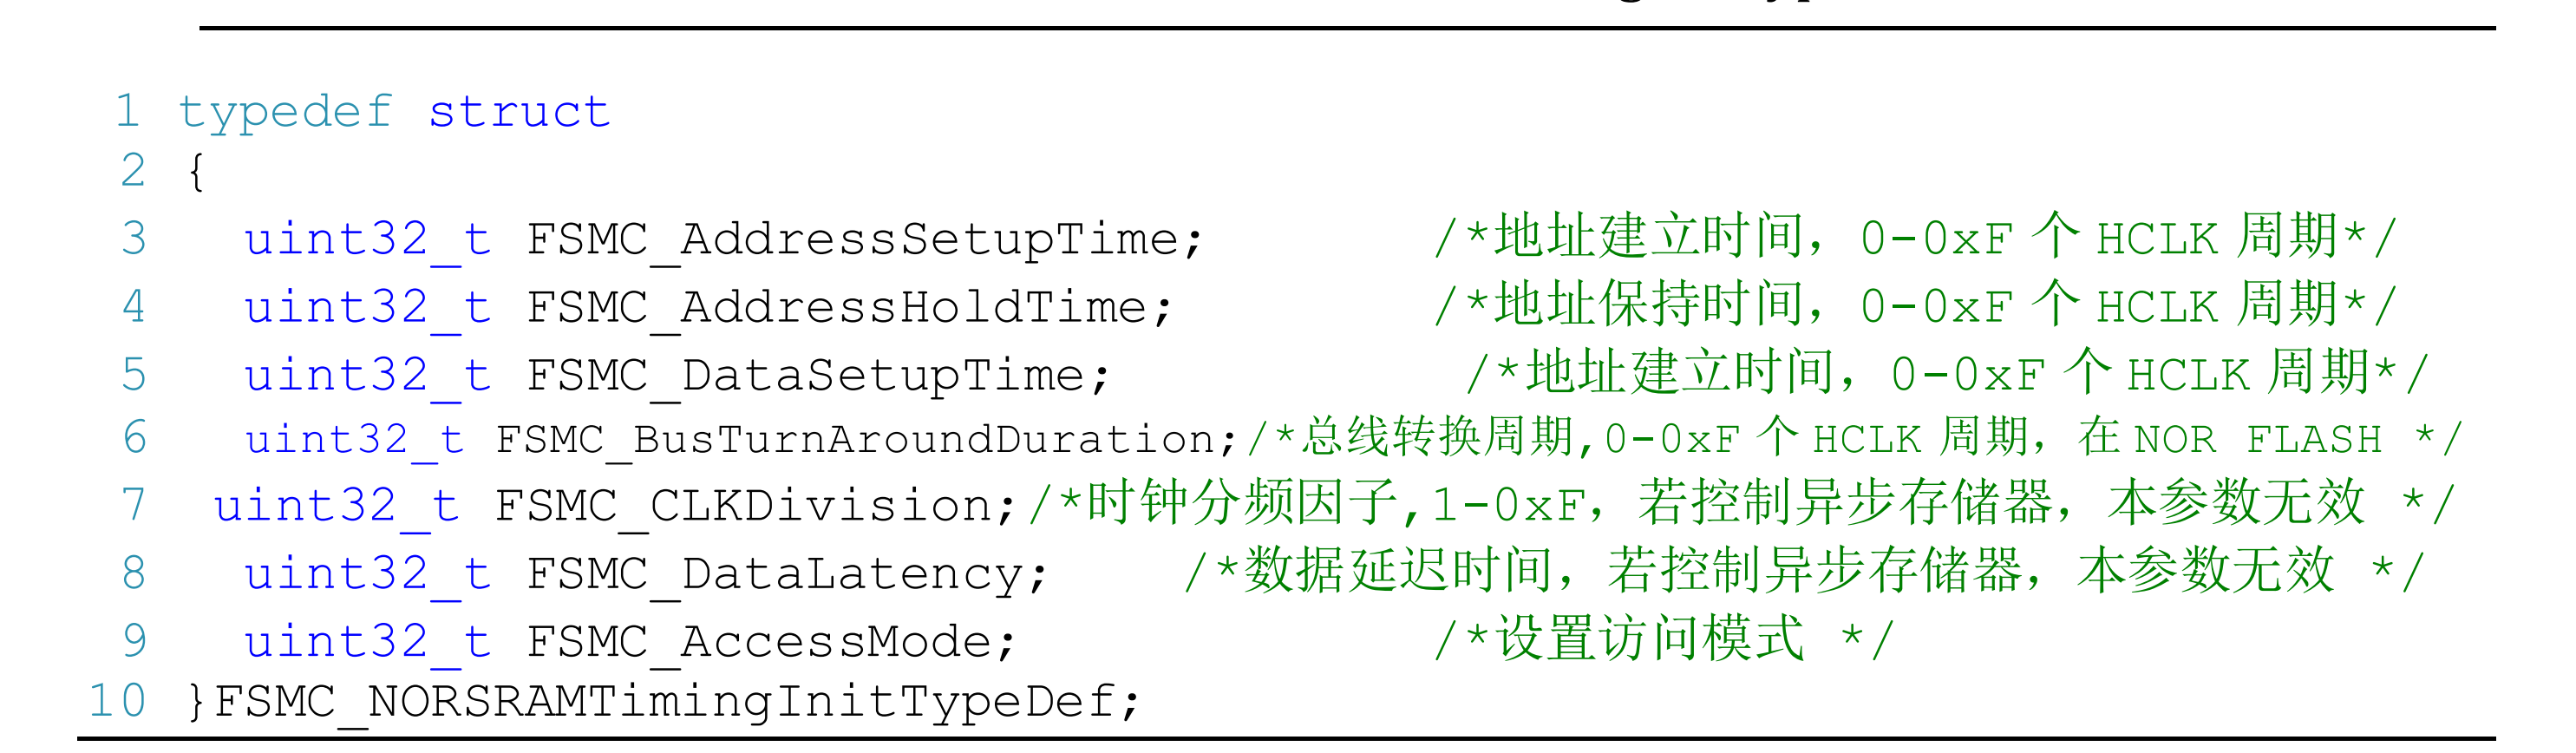 1 typedef struct
2 {
3 uint32_t FSMC_AddressSetupTime; /*地址建立时间，0-0xF 个 HCLK 周期*/
4 uint32_t FSMC_AddressHoldTime; /*地址保持时间，0-0xF 个 HCLK 周期*/
5 uint32_t FSMC_DataSetupTime; /*地址建立时间，0-0xF 个 HCLK 周期*/
6 uint32_t FSMC_BusTurnAroundDuration;/*总线转换周期,0-0xF 个 HCLK 周期，在 NOR FLASH */
7 uint32_t FSMC_CLKDivision;/*时钟分频因子,1-0xF，若控制异步存储器，本参数无效 */
8 uint32_t FSMC_DataLatency; /*数据延迟时间，若控制异步存储器，本参数无效 */
9 uint32_t FSMC_AccessMode; /*设置访问模式 */
10 }FSMC_NORSRAMTimingInitTypeDef;